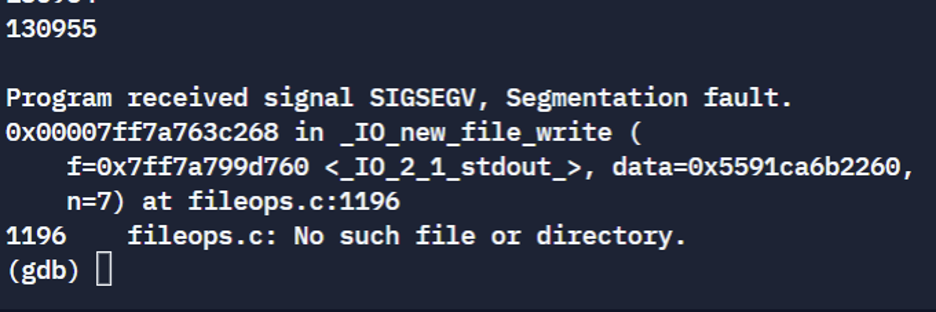 130955
Program received signal SIGSEGV, Segmentation fault.
0x00007ff7a763c268 in _IO_new_file_write (
f=0x7ff7a799d760 <_IO_2_1_stdout_>, data=0x5591ca6b2260,
n=7) at fileops.c:1196
1196 fileops.c: No such file or directory.
(gdb)